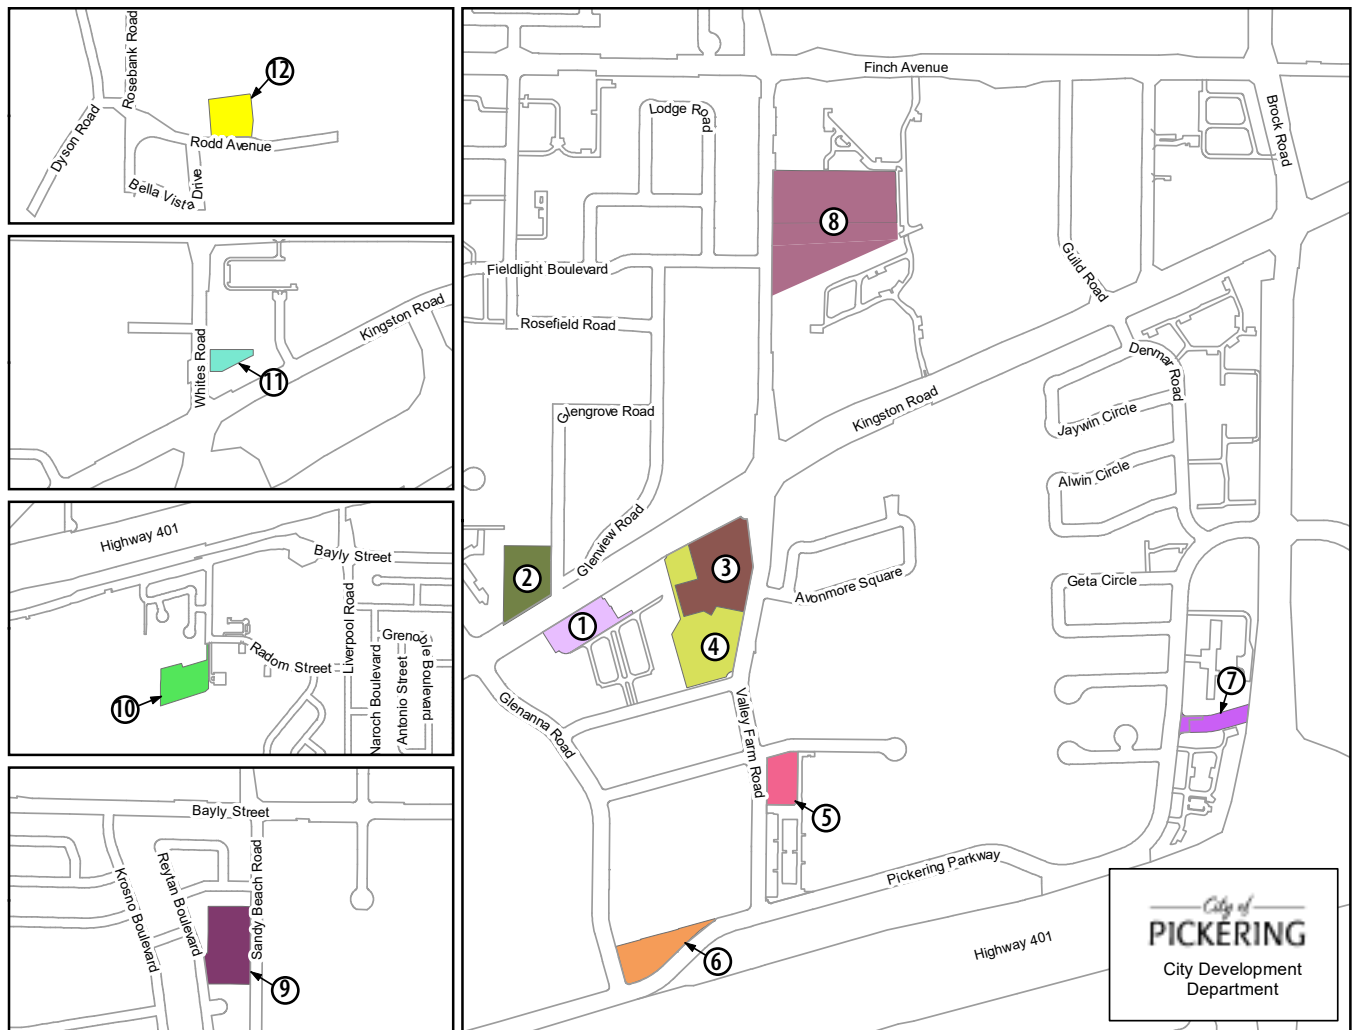 12
Rosebank Road
Dyson Road
Rodd Avenue
Bella Vista
Drive
Kingston Road
Whites Road
11
Highway 401
Bayly Street
Liverpool Road
Radom Street
Grenoble Boulevard
Naroch Boulevard
Antonio Street
10
Bayly Street
Krosno Boulevard
Reytan Boulevard
Sandy Beach Road
9
Finch Avenue
Lodge Road
Brock Road
8
Fieldlight Boulevard
Guild Road
Rosefield Road
Denmar Road
Glengrove Road
Kingston Road
Jaywin Circle
Alwin Circle
Glenview Road
2
3
Avonmore Square
Geta Circle
1
4
7
Glenanna Road
Valley Farm Road
5
Pickering Parkway
6
Highway 401
City of
PICKERING
City Development
Department